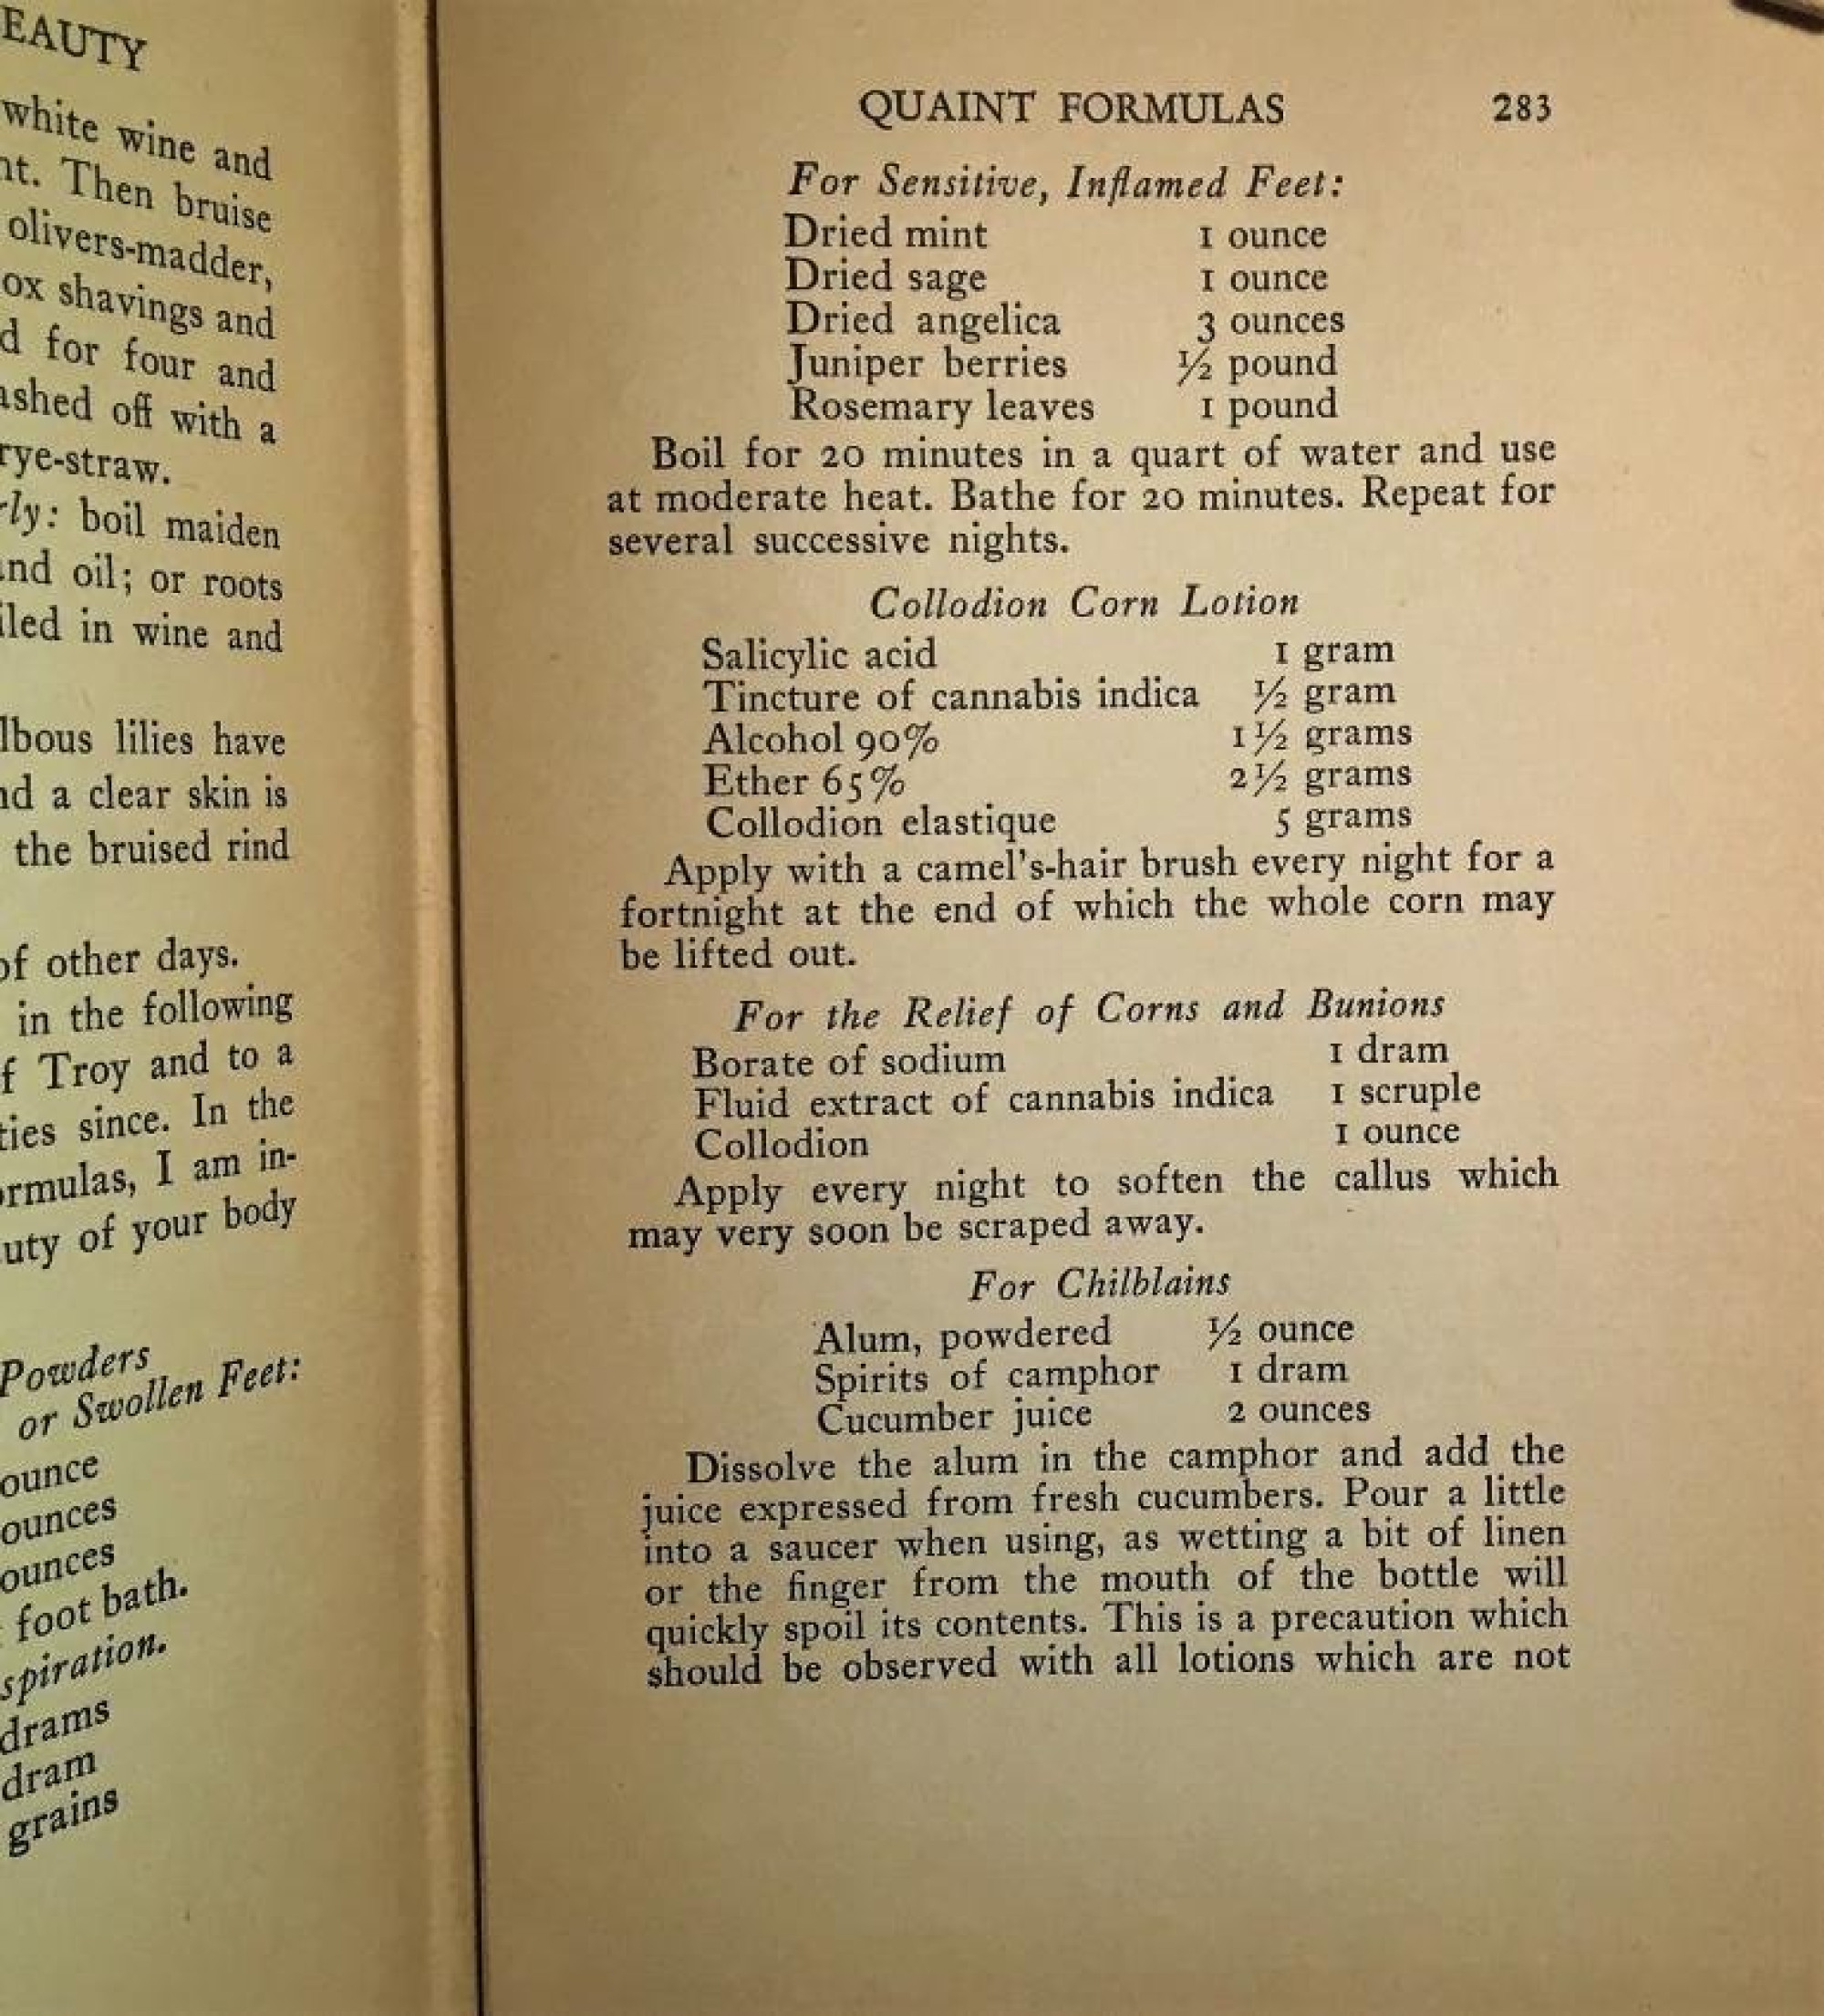 EAUTY
white wine and
Then bruise
olivers-madder,
ox shavings and
for four and
off with a
rye-straw.
boil maiden
oil; or roots
in wine and
lilies have
a clear skin is
the bruised rind
of other days.
in the following
Troy and to a
since. In the
I am in-
of your body
Powders
or Swollen Feet:
ounce
ounces
ounces
foot bath.
drams
dram
grains
QUAINT FORMULAS 283
For Sensitive, Inflamed Feet:
Dried mint 1 ounce
Dried sage 1 ounce
Dried angelica 3 ounces
Juniper berries ½ pound
Rosemary leaves 1 pound
Boil for 20 minutes in a quart of water and use
at moderate heat. Bathe for 20 minutes. Repeat for
several successive nights.
Collodion Corn Lotion
Salicylic acid 1 gram
Tincture of cannabis indica ½ gram
Alcohol 90% 1½ grams
Ether 65% 2½ grams
Collodion elastique 5 grams
Apply with a camel's-hair brush every night for a
fortnight at the end of which the whole corn may
be lifted out.
For the Relief of Corns and Bunions
Borate of sodium 1 dram
Fluid extract of cannabis indica 1 scruple
Collodion 1 ounce
Apply every night to soften the callus which
may very soon be scraped away.
For Chilblains
Alum, powdered ½ ounce
Spirits of camphor 1 dram
Cucumber juice 2 ounces
Dissolve the alum in the camphor and add the
juice expressed from fresh cucumbers. Pour a little
into a saucer when using, as wetting a bit of linen
or the finger from the mouth of the bottle will
quickly spoil its contents. This is a precaution which
should be observed with all lotions which are not